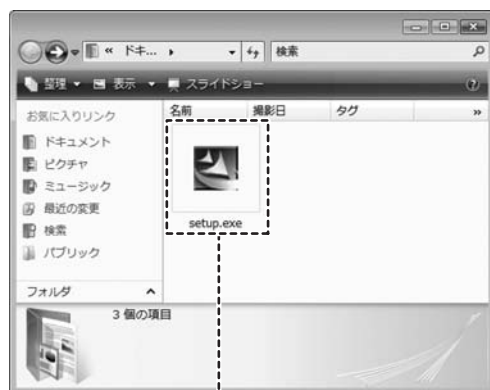 « ドキ...
検索
整理 表示 スライドショー
お気に入りリンク
ドキュメント
ピクチャ
ミュージック
最近の変更
検索
パブリック
フォルダ
名前 撮影日 タグ »
setup.exe
3 個の項目